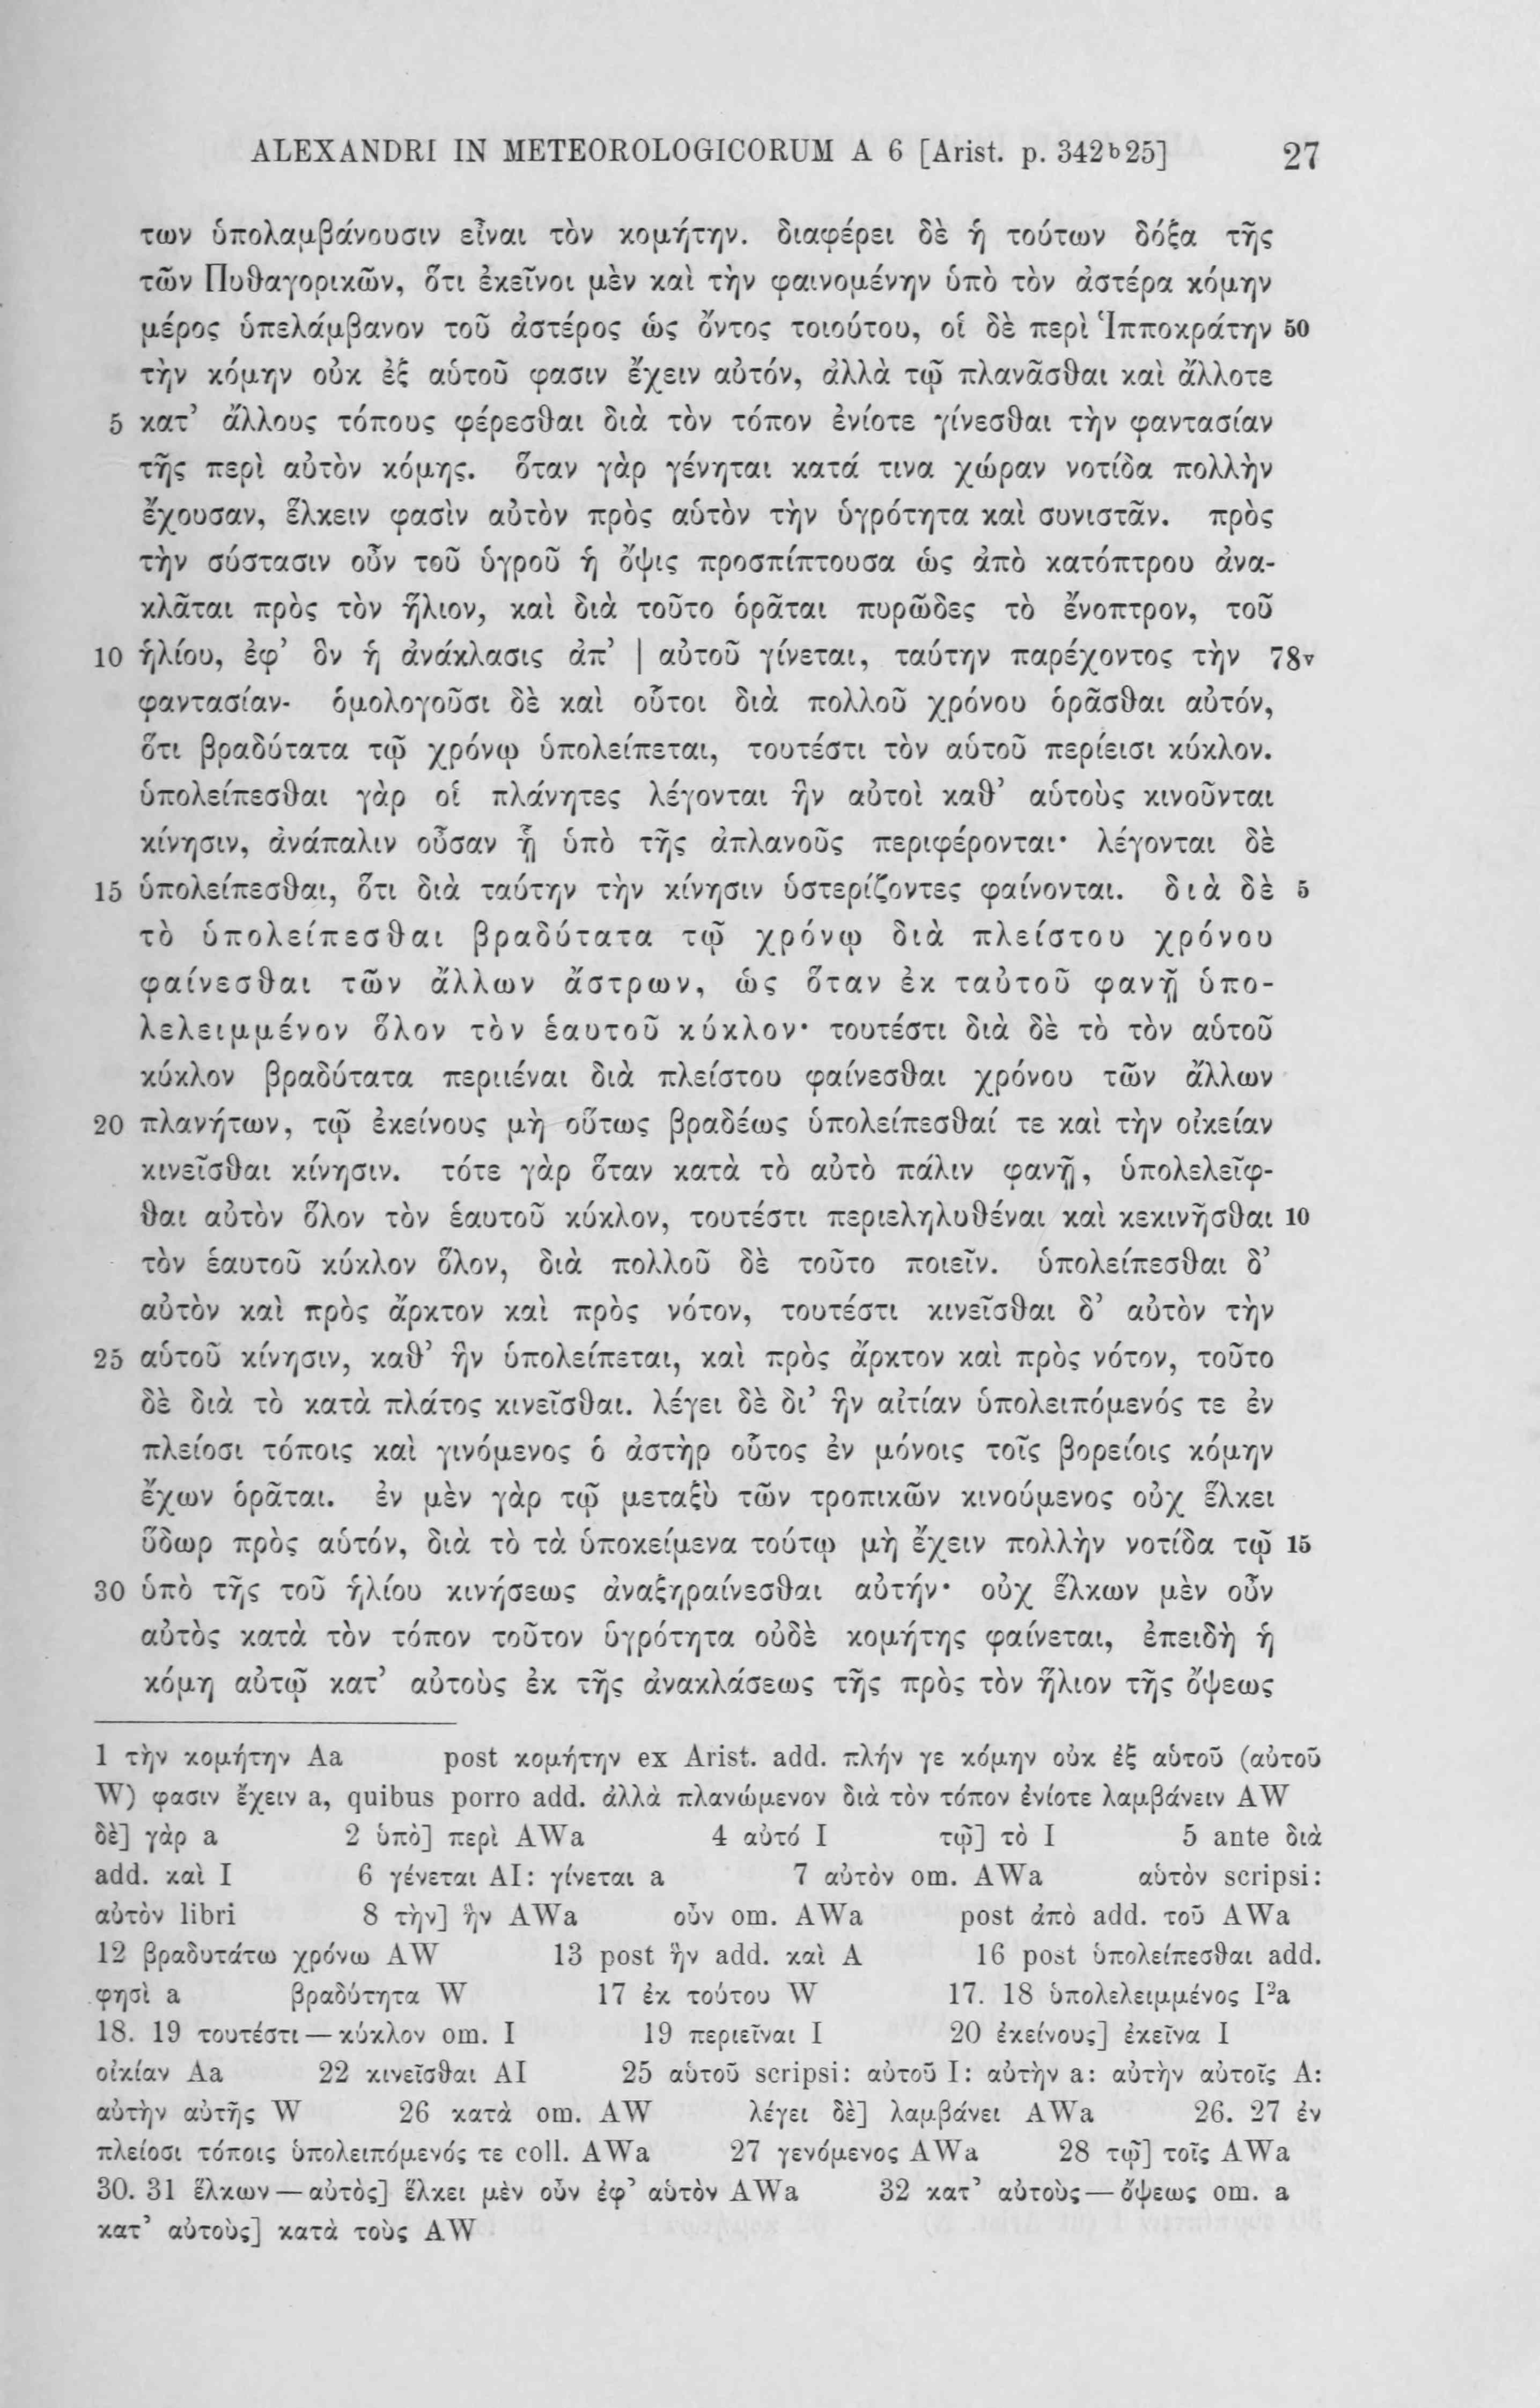 ALEXANDRI IN METEOROLOGICORUM A 6 [Arist. p. 342b25] 27
των ὑπολαμβάνουσιν εἶναι τὸν κομήτην. διαφέρει δὲ ἡ τούτων δόξα τῆς
τῶν Πυθαγορικῶν, ὅτι ἐκεῖνοι μὲν καὶ τὴν φαινομένην ὑπὸ τὸν ἀστέρα κόμην
μέρος ὑπελάμβανον τοῦ ἀστέρος ὡς ὄντος τοιούτου, οἱ δὲ περὶ Ἱπποκράτην 50
τὴν κόμην οὐκ ἐξ αὑτοῦ φασιν ἔχειν αὐτόν, ἀλλὰ τῷ πλανᾶσθαι καὶ ἄλλοτε
5 κατ’ ἄλλους τόπους φέρεσθαι διὰ τὸν τόπον ἐνίοτε γίνεσθαι τὴν φαντασίαν
τῆς περὶ αὐτὸν κόμης. ὅταν γὰρ γένηται κατά τινα χώραν νοτίδα πολλὴν
ἔχουσαν, ἕλκειν φασὶν αὐτὸν πρὸς αὑτὸν τὴν ὑγρότητα καὶ συνιστᾶν. πρὸς
τὴν σύστασιν οὖν τοῦ ὑγροῦ ἡ ὄψις προσπίπτουσα ὡς ἀπὸ κατόπτρου ἀνα-
κλᾶται πρὸς τὸν ἥλιον, καὶ διὰ τοῦτο ὁρᾶται πυρῶδες τὸ ἔνοπτρον, τοῦ
10 ἡλίου, ἐφ’ ὃν ἡ ἀνάκλασις ἀπ’ | αὐτοῦ γίνεται, ταύτην παρέχοντος τὴν 78v
φαντασίαν· ὁμολογοῦσι δὲ καὶ οὗτοι διὰ πολλοῦ χρόνου ὁρᾶσθαι αὐτόν,
ὅτι βραδύτατα τῷ χρόνῳ ὑπολείπεται, τουτέστι τὸν αὑτοῦ περίεισι κύκλον.
ὑπολείπεσθαι γὰρ οἱ πλάνητες λέγονται ἣν αὐτοὶ καθ’ αὑτοὺς κινοῦνται
κίνησιν, ἀνάπαλιν οὖσαν ᾗ ὑπὸ τῆς ἀπλανοῦς περιφέρονται· λέγονται δὲ
15 ὑπολείπεσθαι, ὅτι διὰ ταύτην τὴν κίνησιν ὑστερίζοντες φαίνονται. διὰ δὲ 5
τὸ ὑπολείπεσθαι βραδύτατα τῷ χρόνῳ διὰ πλείστου χρόνου
φαίνεσθαι τῶν ἄλλων ἄστρων, ὡς ὅταν ἐκ ταὐτοῦ φανῇ ὑπο-
λελειμμένον ὅλον τὸν ἑαυτοῦ κύκλον· τουτέστι διὰ δὲ τὸ τὸν αὑτοῦ
κύκλον βραδύτατα περιιέναι διὰ πλείστου φαίνεσθαι χρόνου τῶν ἄλλων
20 πλανήτων, τῷ ἐκείνους μὴ οὕτως βραδέως ὑπολείπεσθαί τε καὶ τὴν οἰκείαν
κινεῖσθαι κίνησιν. τότε γὰρ ὅταν κατὰ τὸ αὐτὸ πάλιν φανῇ, ὑπολελεῖφ-
θαι αὐτὸν ὅλον τὸν ἑαυτοῦ κύκλον, τουτέστι περιεληλυθέναι καὶ κεκινῆσθαι 10
τὸν ἑαυτοῦ κύκλον ὅλον, διὰ πολλοῦ δὲ τοῦτο ποιεῖν. ὑπολείπεσθαι δ’
αὐτὸν καὶ πρὸς ἄρκτον καὶ πρὸς νότον, τουτέστι κινεῖσθαι δ’ αὐτὸν τὴν
25 αὑτοῦ κίνησιν, καθ’ ἣν ὑπολείπεται, καὶ πρὸς ἄρκτον καὶ πρὸς νότον, τοῦτο
δὲ διὰ τὸ κατὰ πλάτος κινεῖσθαι. λέγει δὲ δι’ ἣν αἰτίαν ὑπολειπόμενός τε ἐν
πλείοσι τόποις καὶ γινόμενος ὁ ἀστὴρ οὗτος ἐν μόνοις τοῖς βορείοις κόμην
ἔχων ὁρᾶται. ἐν μὲν γὰρ τῷ μεταξὺ τῶν τροπικῶν κινούμενος οὐχ ἕλκει
ὕδωρ πρὸς αὑτόν, διὰ τὸ τὰ ὑποκείμενα τούτῳ μὴ ἔχειν πολλὴν νοτίδα τῷ 15
30 ὑπὸ τῆς τοῦ ἡλίου κινήσεως ἀναξηραίνεσθαι αὐτήν· οὐχ ἕλκων μὲν οὖν
αὐτὸς κατὰ τὸν τόπον τοῦτον ὑγρότητα οὐδὲ κομήτης φαίνεται, ἐπειδὴ ἡ
κόμη αὐτῷ κατ’ αὐτοὺς ἐκ τῆς ἀνακλάσεως τῆς πρὸς τὸν ἥλιον τῆς ὄψεως
1 τὴν κομήτην Aa post κομήτην ex Arist. add. πλήν γε κόμην οὐκ ἐξ αὑτοῦ (αὐτοῦ
W) φασιν ἔχειν a, quibus porro add. ἀλλὰ πλανώμενον διὰ τὸν τόπον ἐνίοτε λαμβάνειν AW
δὲ] γὰρ a 2 ὑπὸ] περὶ AWa 4 αὐτό I τῷ] τὸ I 5 ante διὰ
add. καὶ I 6 γένεται AI: γίνεται a 7 αὐτὸν om. AWa αὑτὸν scripsi:
αὐτὸν libri 8 τὴν] ἣν AWa οὖν om. AWa post ἀπὸ add. τοῦ AWa
12 βραδυτάτω χρόνω AW 13 post ἣν add. καὶ A 16 post ὑπολείπεσθαι add.
φησὶ a βραδύτητα W 17 ἐκ τούτου W 17. 18 ὑπολελειμμένος I²a
18. 19 τουτέστι — κύκλον om. I 19 περιεῖναι I 20 ἐκείνους] ἐκεῖνα I
οἰκίαν Aa 22 κινεῖσθαι AI 25 αὑτοῦ scripsi: αὐτοῦ I: αὐτὴν a: αὐτὴν αὐτοῖς A:
αὐτὴν αὐτῆς W 26 κατὰ om. AW λέγει δὲ] λαμβάνει AWa 26. 27 ἐν
πλείοσι τόποις ὑπολειπόμενός τε coll. AWa 27 γενόμενος AWa 28 τῷ] τοῖς AWa
30. 31 ἕλκων — αὐτὸς] ἕλκει μὲν οὖν ἐφ’ αὑτὸν AWa 32 κατ’ αὐτοὺς — ὄψεως om. a
κατ’ αὐτοὺς] κατὰ τοὺς AW